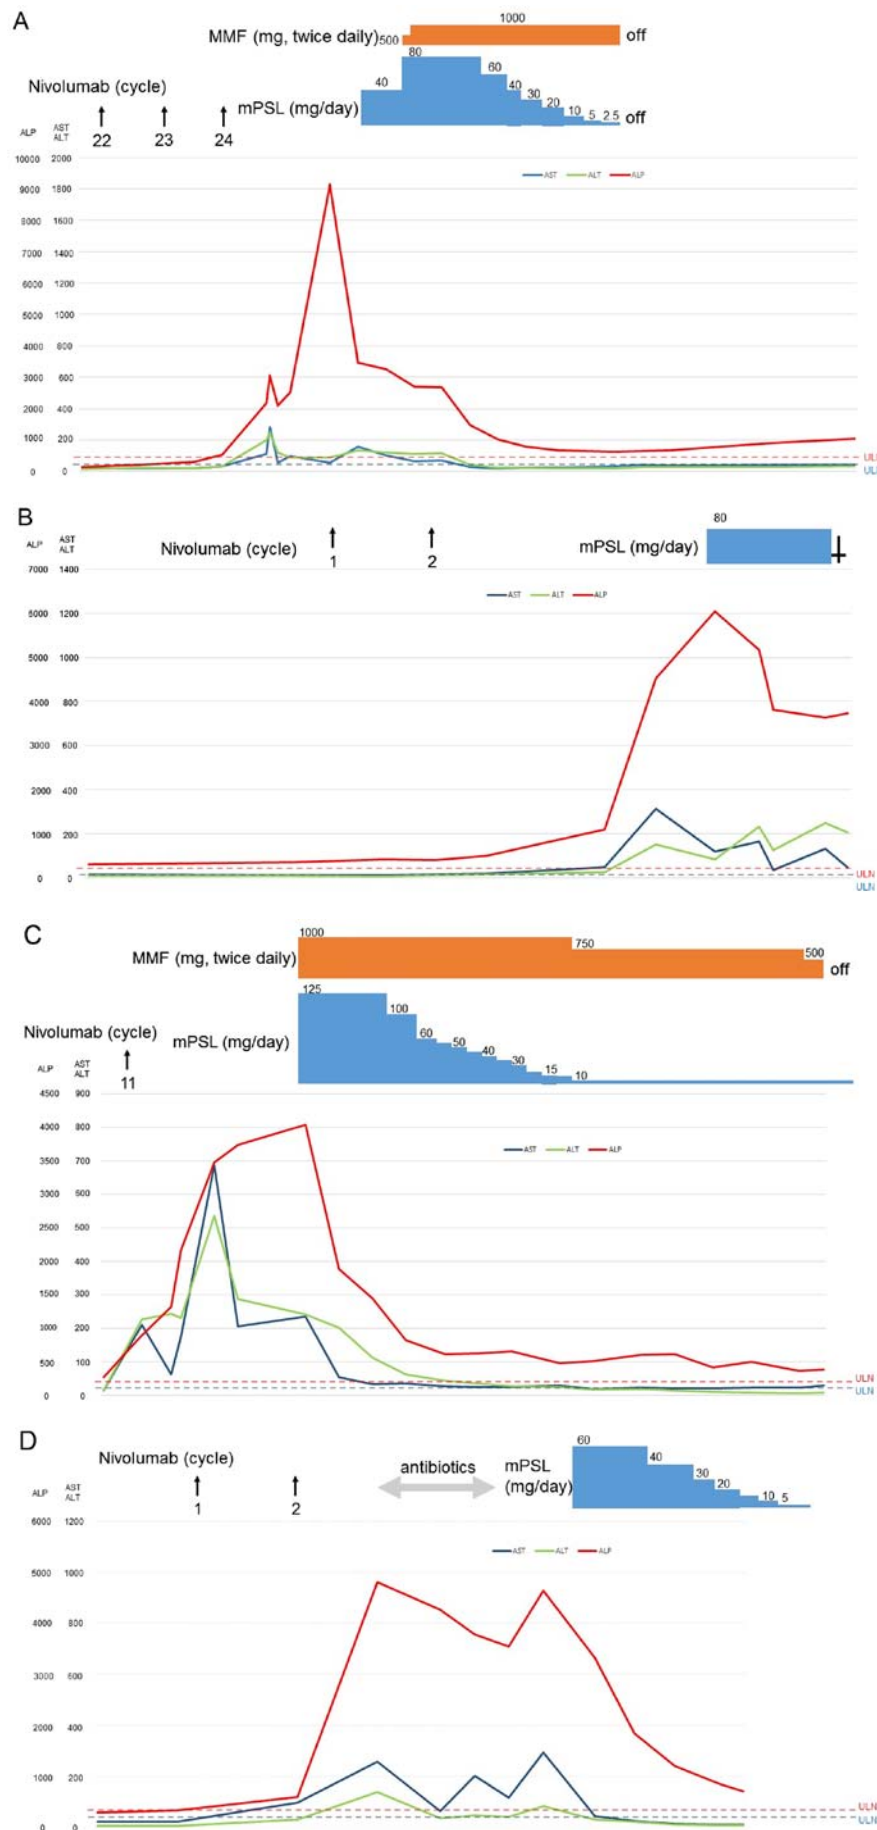 A
MMF (mg, twice daily) 500 1000 off
80
Nivolumab (cycle) 40 60 40 30 20 10 5 2.5
mPSL (mg/day) off
22 23 24
ALP AST ALT
10000 2000
AST ALT ALP
9000 1800
8000 1600
7000 1400
6000 1200
5000 1000
4000 800
3000 600
2000 400
1000 200
ULN
0 0
B
80
Nivolumab (cycle) mPSL (mg/day)
1 2
ALP AST ALT
7000 1400
AST ALT ALP
6000 1200
5000 1000
4000 800
3000 600
2000 400
1000 200
ULN
0 0
ULN
C
1000 750 500
MMF (mg, twice daily) off
125 100 60 50 40 30 15 10
Nivolumab (cycle) mPSL (mg/day)
11
ALP AST ALT
4500 900
4000 800
AST ALT ALP
3500 700
3000 600
2500 500
2000 400
1500 300
1000 200
500 100
ULN
ULN
0 0
D
60 40 30 20 10 5
Nivolumab (cycle) antibiotics mPSL (mg/day)
1 2
ALP AST ALT
6000 1200
AST ALT ALP
5000 1000
4000 800
3000 600
2000 400
1000 200
ULN
ULN
0 0